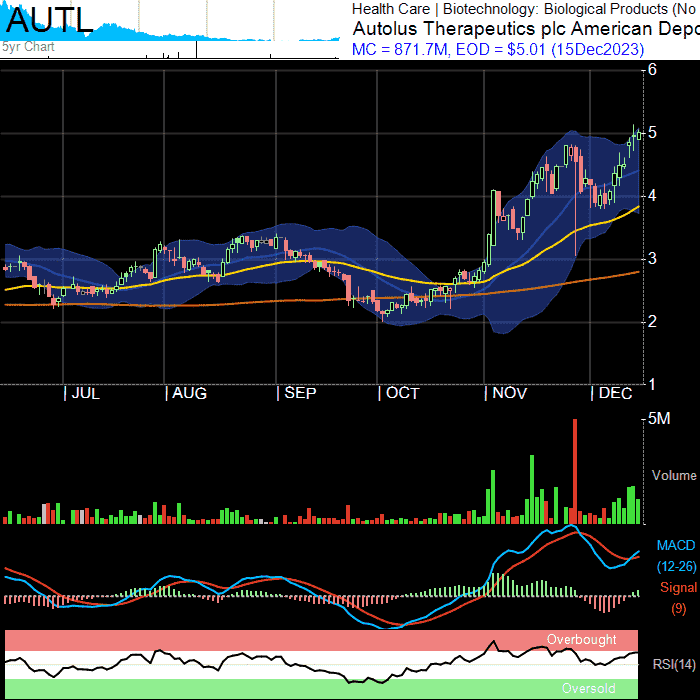 AUTL
5yr Chart
Health Care | Biotechnology: Biological Products (No
Autolus Therapeutics plc American Depo
MC = 871.7M, EOD = $5.01 (15Dec2023)
6
5
4
3
2
1
JUL AUG SEP OCT NOV DEC
5M
Volume
MACD
(12-26)
Signal
(9)
Overbought
RSI(14)
Oversold